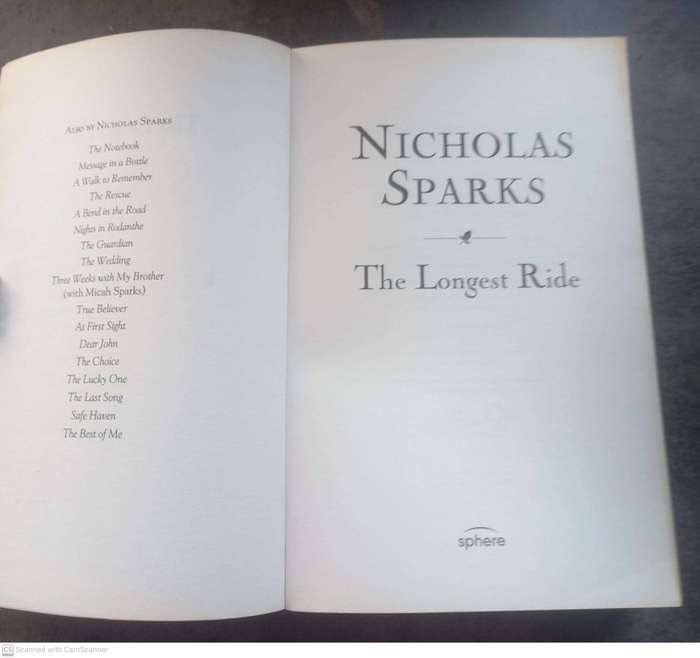 ALSO BY NICHOLAS SPARKS
The Notebook
Message in a Bottle
A Walk to Remember
The Rescue
A Bend in the Road
Nights in Rodanthe
The Guardian
The Wedding
Three Weeks with My Brother
(with Micah Sparks)
True Believer
At First Sight
Dear John
The Choice
The Lucky One
The Last Song
Safe Haven
The Best of Me
NICHOLAS
SPARKS
The Longest Ride
sphere
CS Scanned with CamScanner